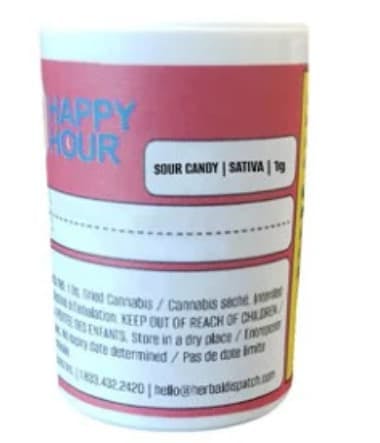 HAPPY
HOUR
SOUR CANDY | SATIVA | 1g
Dried Cannabis / Cannabis séché. Intended
KEEP OUT OF REACH OF CHILDREN /
DES ENFANTS. Store in a dry place / Entreposer
expiry date determined / Pas de date limite
1.833.432.2420 | hello@herbaldispatch.com